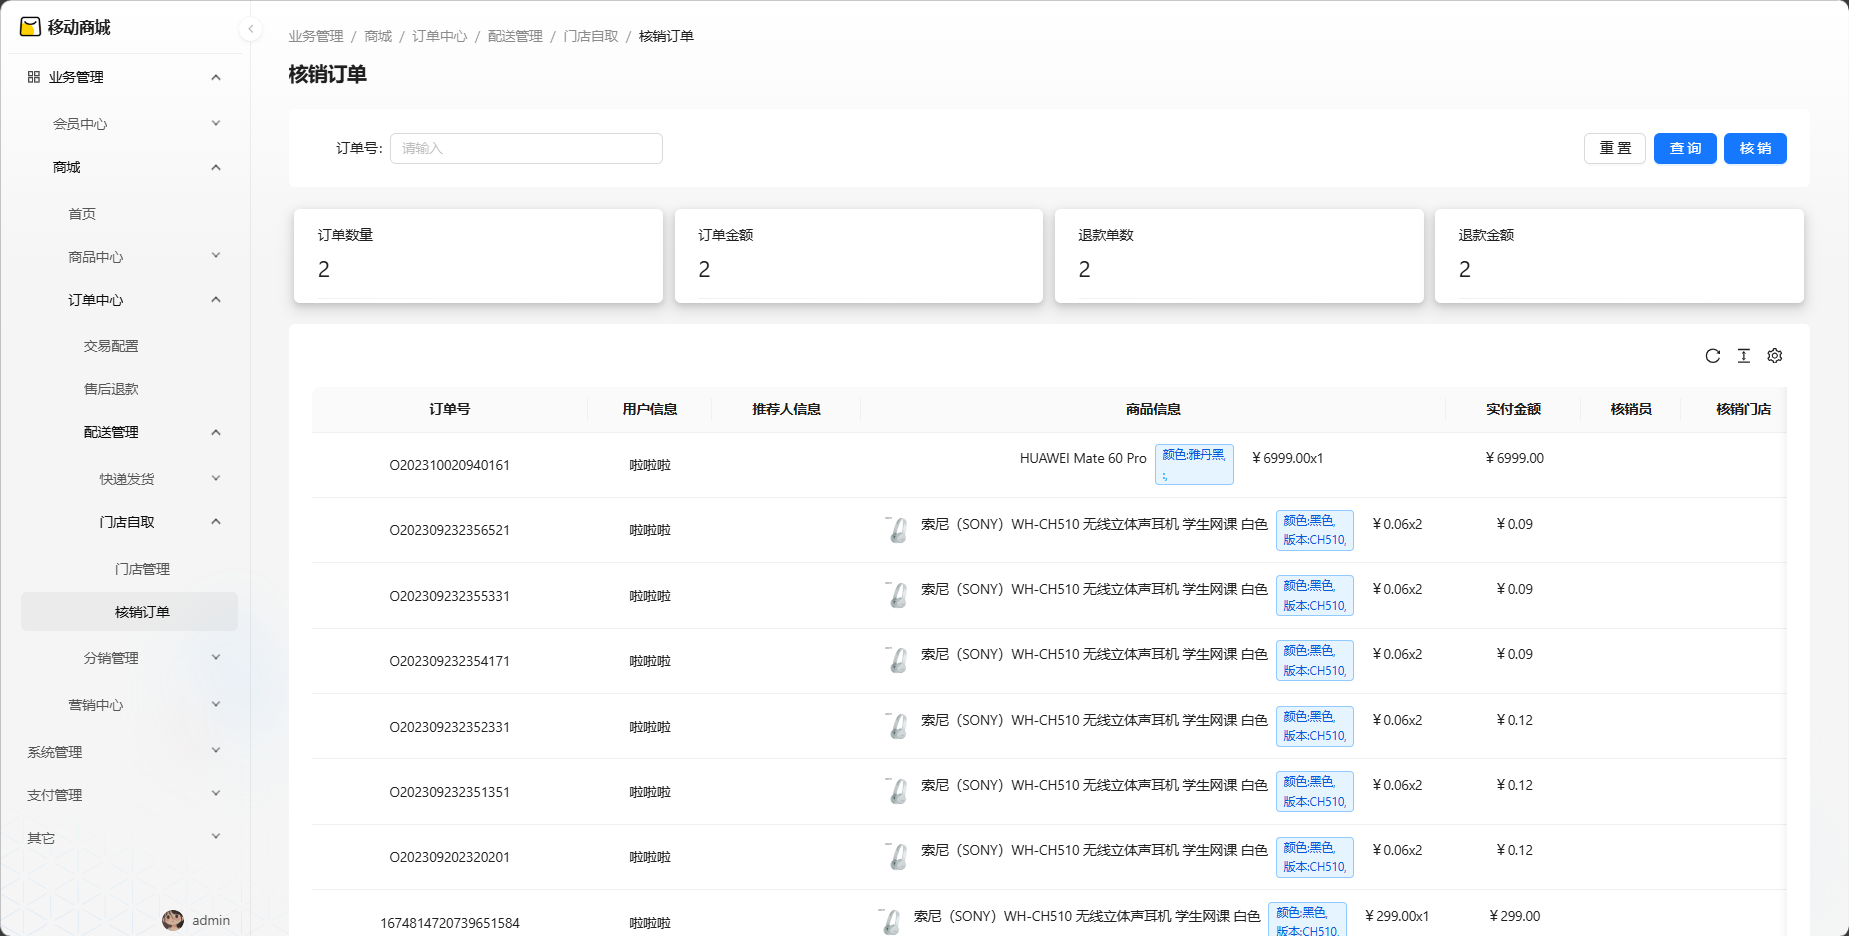 移动商城
业务管理
会员中心
商城
首页
商品中心
订单中心
交易配置
售后退款
配送管理
快递发货
门店自取
门店管理
核销订单
分销管理
营销中心
系统管理
支付管理
其它
admin
业务管理 / 商城 / 订单中心 / 配送管理 / 门店自取 / 核销订单
核销订单
订单号: 请输入 重 置 查 询 核 销
订单数量 订单金额 退款单数 退款金额
2 2 2 2
订单号 用户信息 推荐人信息 商品信息 实付金额 核销员 核销门店
O202310020940161 啦啦啦 HUAWEI Mate 60 Pro 颜色:雅丹黑, ¥6999.00x1 ¥6999.00
:,
O202309232356521 啦啦啦 索尼（SONY）WH-CH510 无线立体声耳机 学生网课 白色 颜色:黑色, ¥0.06x2 ¥0.09
版本:CH510,
O202309232355331 啦啦啦 索尼（SONY）WH-CH510 无线立体声耳机 学生网课 白色 颜色:黑色, ¥0.06x2 ¥0.09
版本:CH510,
O202309232354171 啦啦啦 索尼（SONY）WH-CH510 无线立体声耳机 学生网课 白色 颜色:黑色, ¥0.06x2 ¥0.09
版本:CH510,
O202309232352331 啦啦啦 索尼（SONY）WH-CH510 无线立体声耳机 学生网课 白色 颜色:黑色, ¥0.06x2 ¥0.12
版本:CH510,
O202309232351351 啦啦啦 索尼（SONY）WH-CH510 无线立体声耳机 学生网课 白色 颜色:黑色, ¥0.06x2 ¥0.12
版本:CH510,
O202309202320201 啦啦啦 索尼（SONY）WH-CH510 无线立体声耳机 学生网课 白色 颜色:黑色, ¥0.06x2 ¥0.12
版本:CH510,
1674814720739651584 啦啦啦 索尼（SONY）WH-CH510 无线立体声耳机 学生网课 白色 颜色:黑色, ¥299.00x1 ¥299.00
版本:CH510,